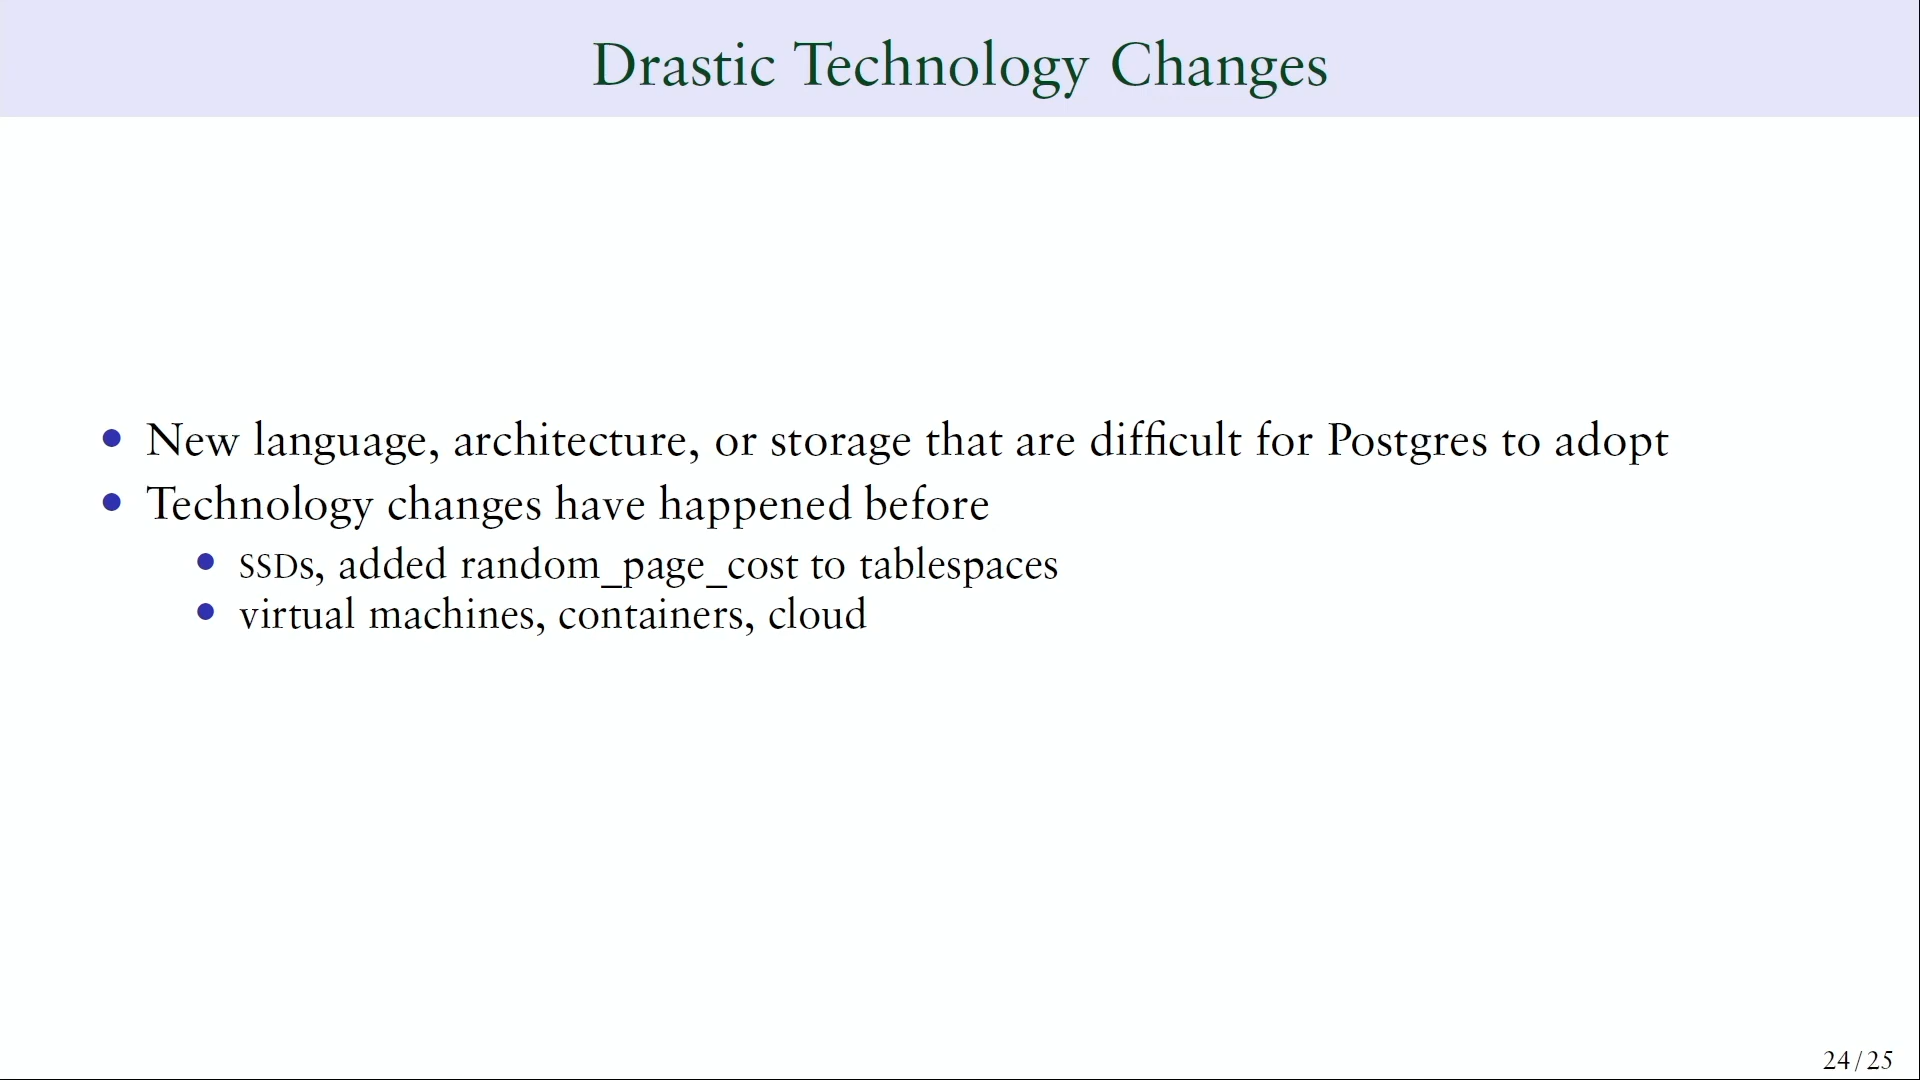 Drastic Technology Changes
• New language, architecture, or storage that are difficult for Postgres to adopt
• Technology changes have happened before
• SSDs, added random_page_cost to tablespaces
• virtual machines, containers, cloud
24/25